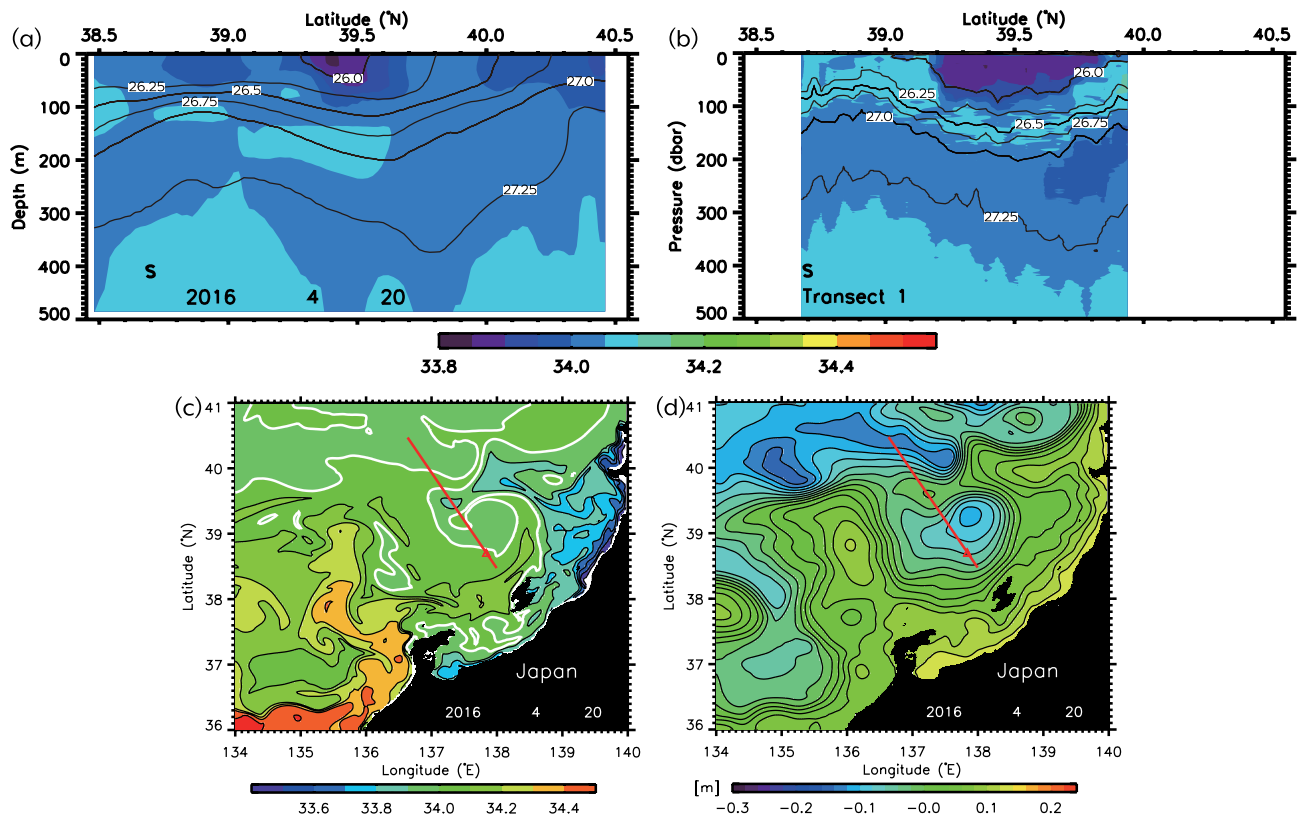 (a)
Latitude (°N)
38.5 39.0 39.5 40.0 40.5
0
100
200
300
400
500
Depth (m)
26.25
26.5
26.75
26.0
27.0
27.25
S
2016 4 20
(b)
Latitude (°N)
38.5 39.0 39.5 40.0 40.5
0
100
200
300
400
500
Pressure (dbar)
26.0
26.25
27.0
26.5
26.75
27.25
S
Transect 1
33.8 34.0 34.2 34.4
(c)
41
40
39
38
37
36
Latitude (°N)
Japan
2016 4 20
134 135 136 137 138 139 140
Longitude (°E)
33.6 33.8 34.0 34.2 34.4
(d)
41
40
39
38
37
36
Latitude (°N)
Japan
2016 4 20
134 135 136 137 138 139 140
Longitude (°E)
[m]
-0.3 -0.2 -0.1 -0.0 0.1 0.2